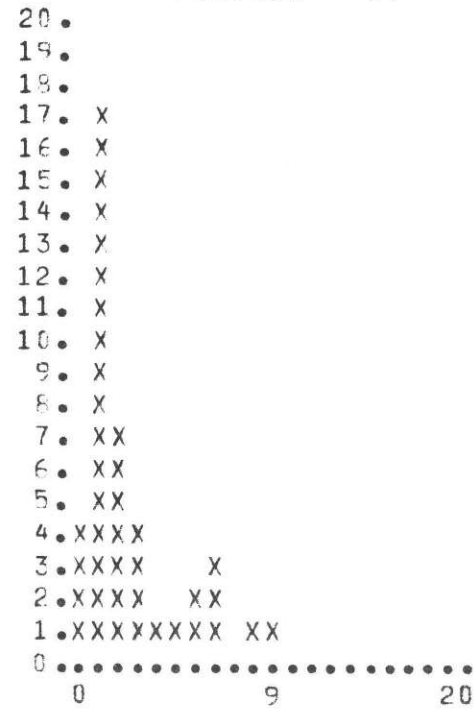 20.
19.
18.
17. X
16. X
15. X
14. X
13. X
12. X
11. X
10. X
9. X
8. X
7. XX
6. XX
5. XX
4.XXXX
3.XXXX   X
2.XXXX  XX
1.XXXXXXXX XX
0......................
0 9 20